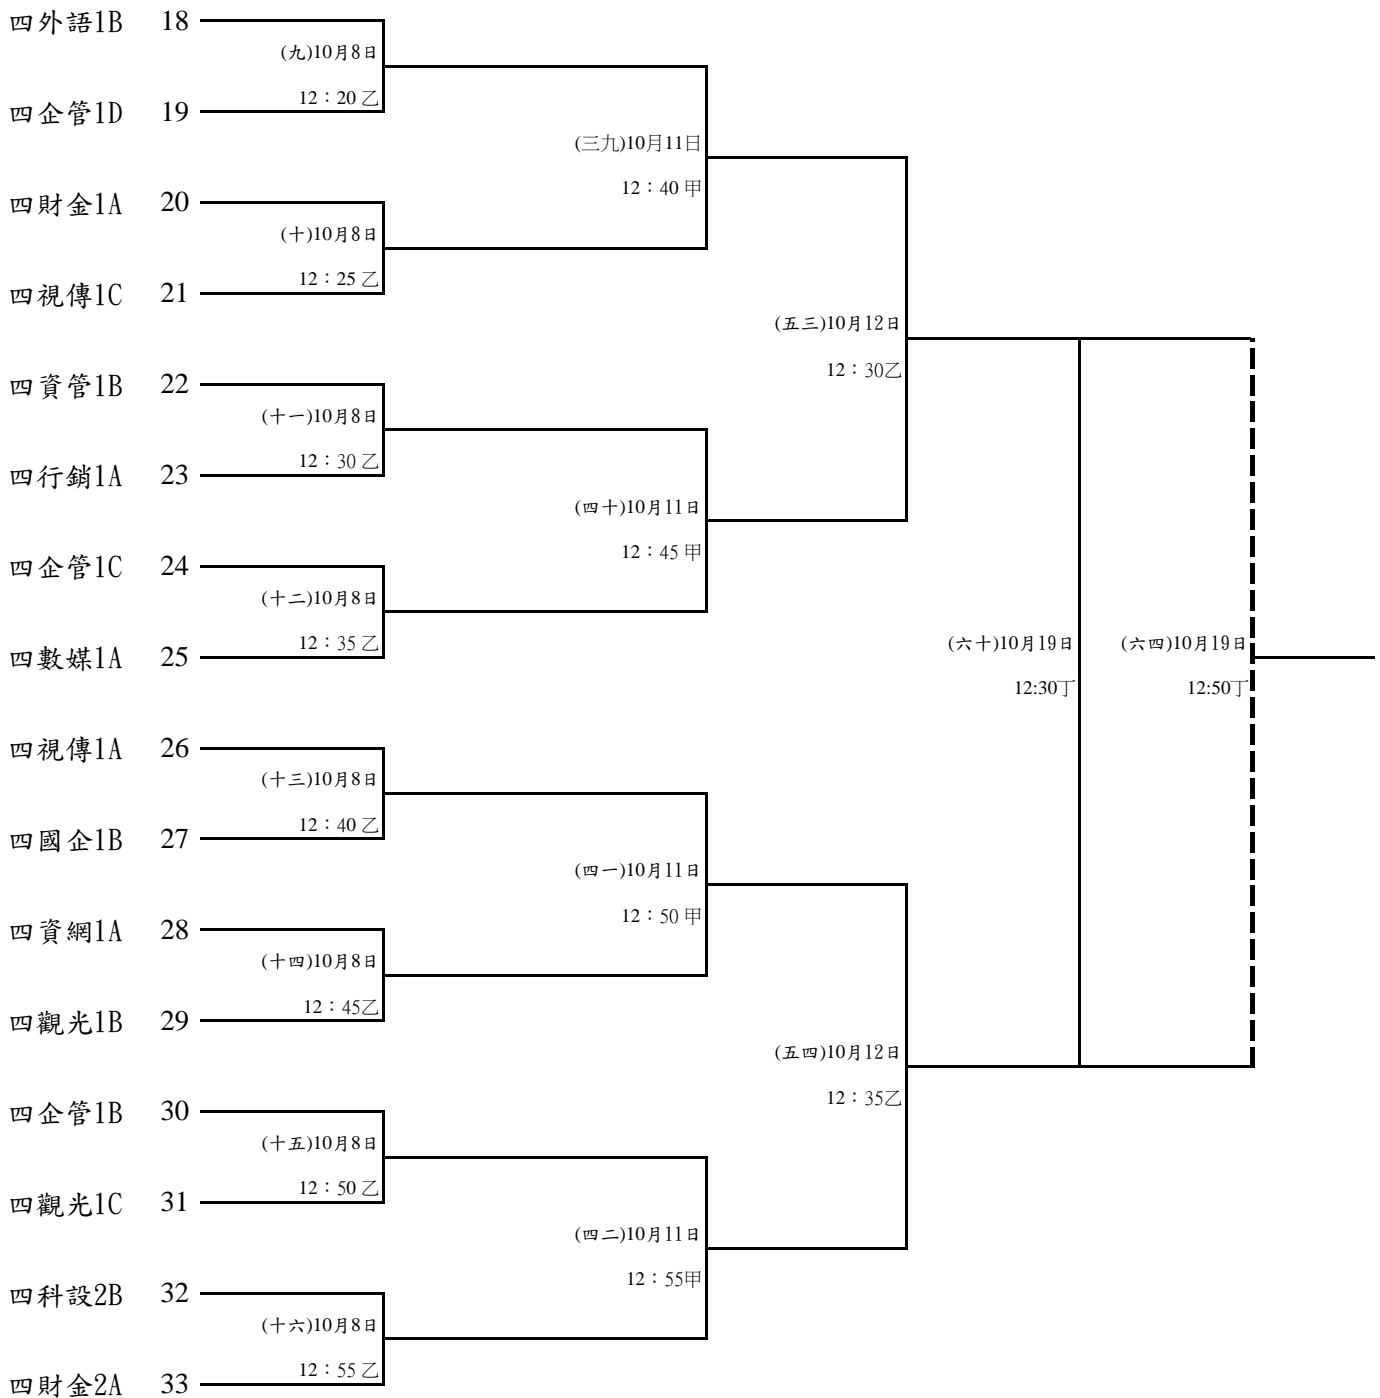 四外語1B 18
(九)10月8日
12：20 乙
四企管1D 19
(三九)10月11日
12：40 甲
四財金1A 20
(十)10月8日
12：25 乙
四視傳1C 21
(五三)10月12日
12：30乙
四資管1B 22
(十一)10月8日
12：30 乙
四行銷1A 23
(四十)10月11日
12：45 甲
四企管1C 24
(十二)10月8日
12：35 乙
四數媒1A 25
(六十)10月19日
12:30丁
(六四)10月19日
12:50丁
四視傳1A 26
(十三)10月8日
12：40 乙
四國企1B 27
(四一)10月11日
12：50 甲
四資網1A 28
(十四)10月8日
12：45乙
四觀光1B 29
(五四)10月12日
12：35乙
四企管1B 30
(十五)10月8日
12：50 乙
四觀光1C 31
(四二)10月11日
12：55甲
四科設2B 32
(十六)10月8日
12：55 乙
四財金2A 33